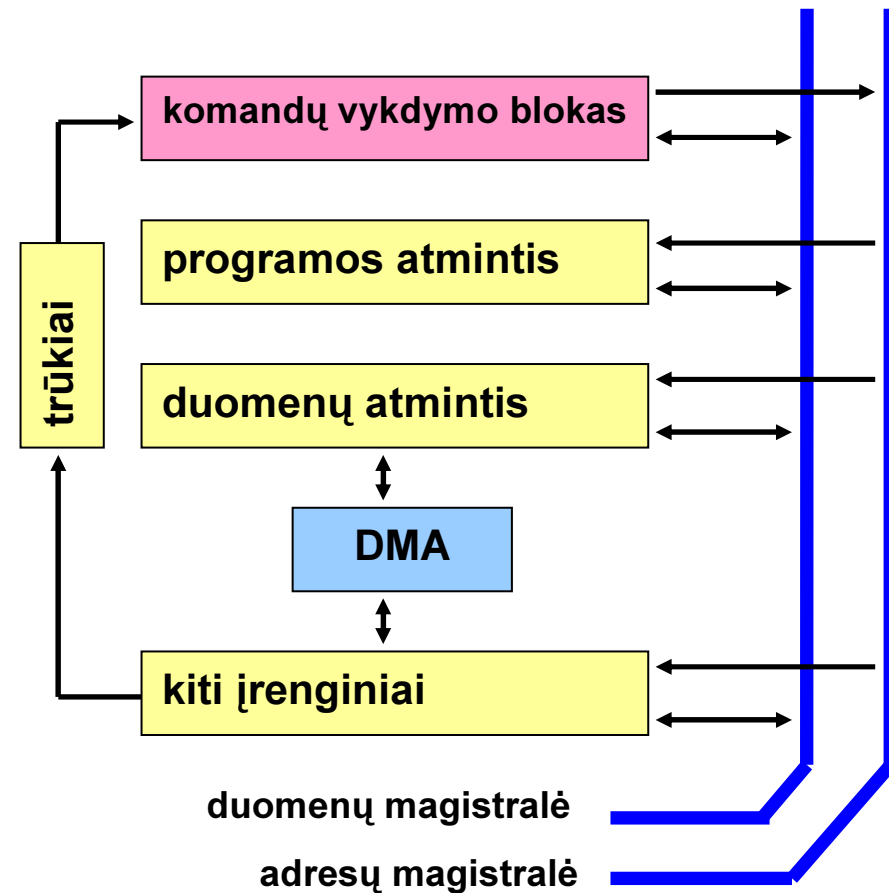 komandų vykdymo blokas
programos atmintis
trūkiai
duomenų atmintis
DMA
kiti įrenginiai
duomenų magistralė
adresų magistralė